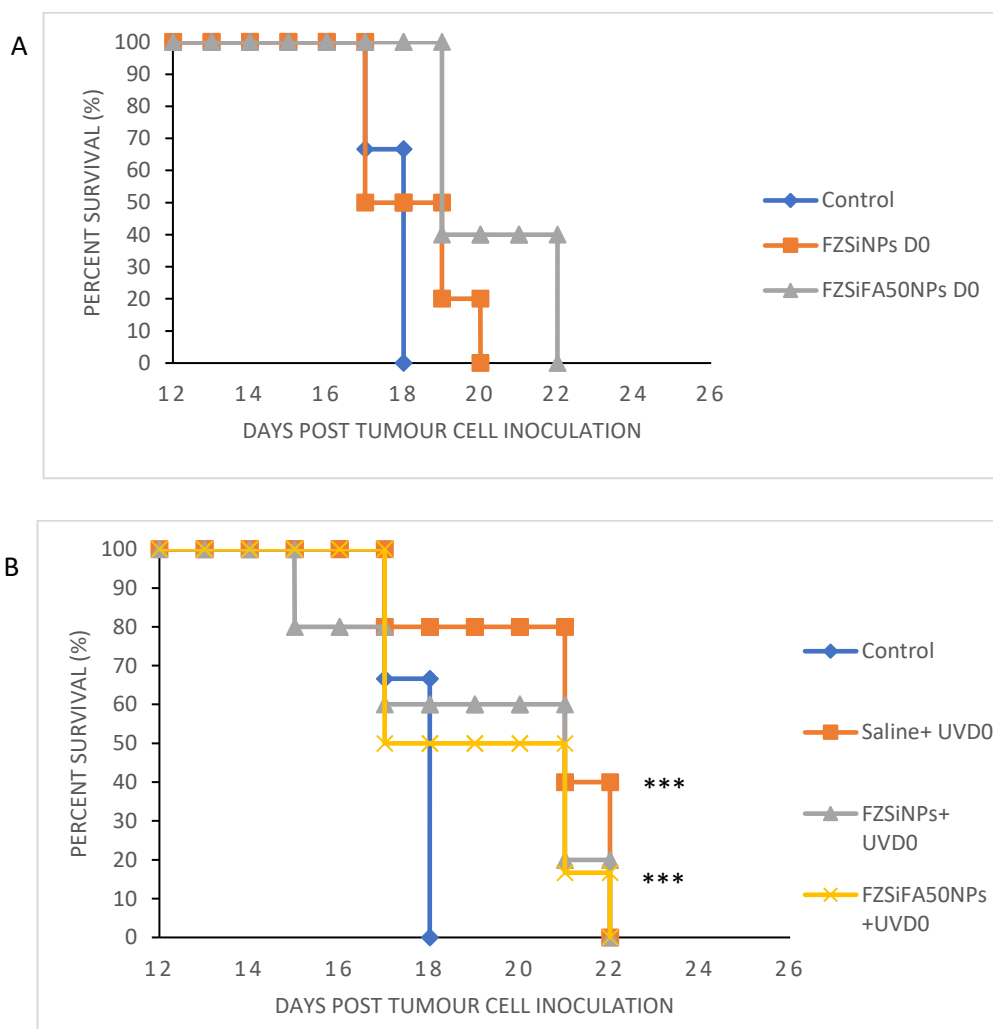 A
PERCENT SURVIVAL (%)
100
90
80
70
60
50
40
30
20
10
0
12 14 16 18 20 22 24 26
DAYS POST TUMOUR CELL INOCULATION
Control
FZSiNPs D0
FZSiFA50NPs D0
B
PERCENT SURVIVAL (%)
100
90
80
70
60
50
40
30
20
10
0
12 14 16 18 20 22 24 26
DAYS POST TUMOUR CELL INOCULATION
***
***
Control
Saline+ UVD0
FZSiNPs+
UVD0
FZSiFA50NPs
+UVD0